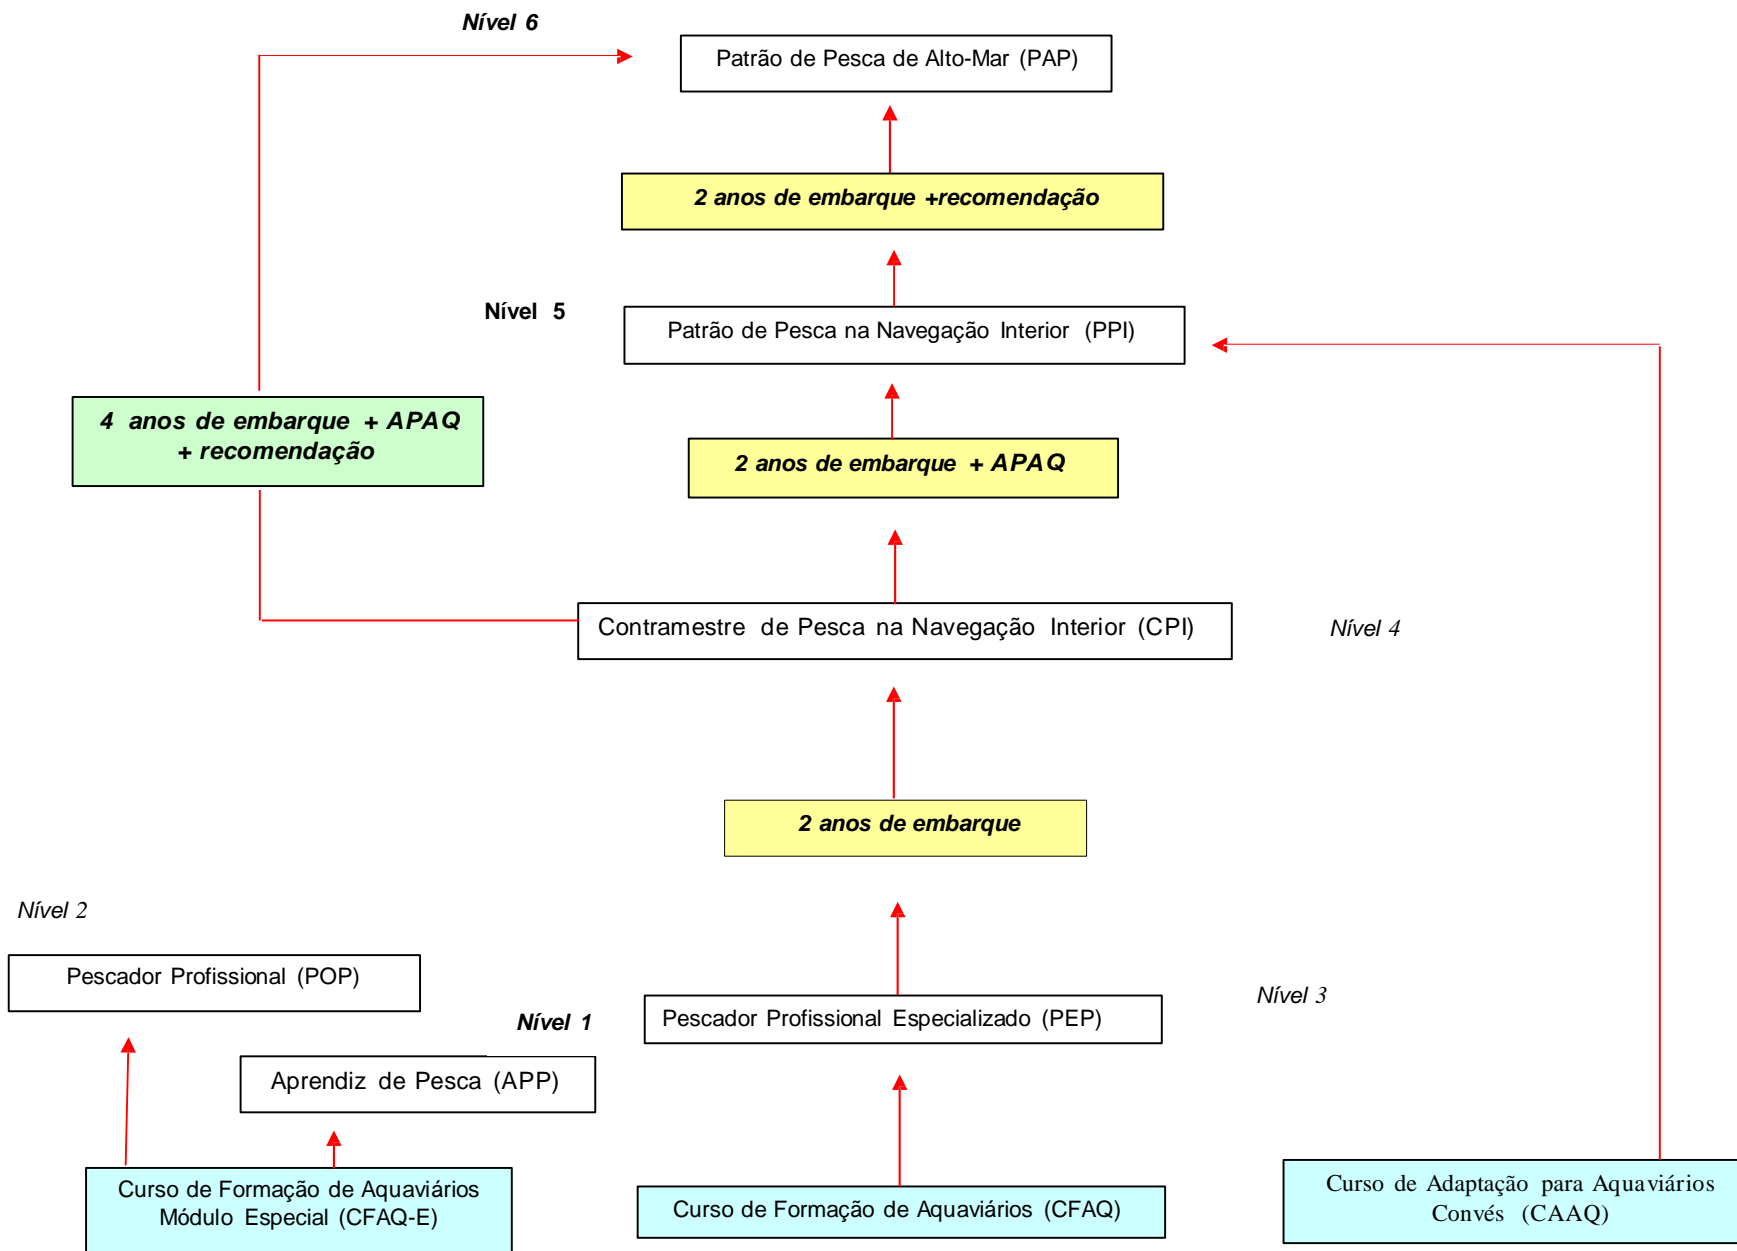 Nível 6
Patrão de Pesca de Alto-Mar (PAP)
2 anos de embarque +recomendação
Nível 5
Patrão de Pesca na Navegação Interior (PPI)
4 anos de embarque + APAQ
+ recomendação
2 anos de embarque + APAQ
Contramestre de Pesca na Navegação Interior (CPI)
Nível 4
2 anos de embarque
Nível 2
Pescador Profissional (POP)
Nível 1
Pescador Profissional Especializado (PEP)
Nível 3
Aprendiz de Pesca (APP)
Curso de Formação de Aquaviários
Módulo Especial (CFAQ-E)
Curso de Formação de Aquaviários (CFAQ)
Curso de Adaptação para Aquaviários
Convés (CAAQ)